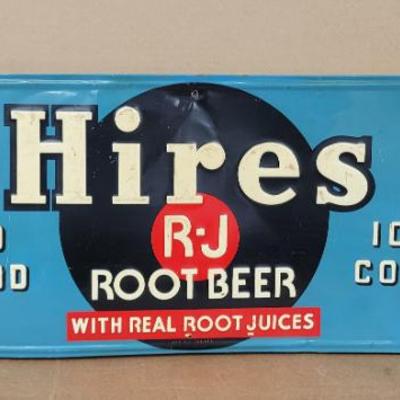 Hires
R-J
ROOT BEER
WITH REAL ROOT JUICES